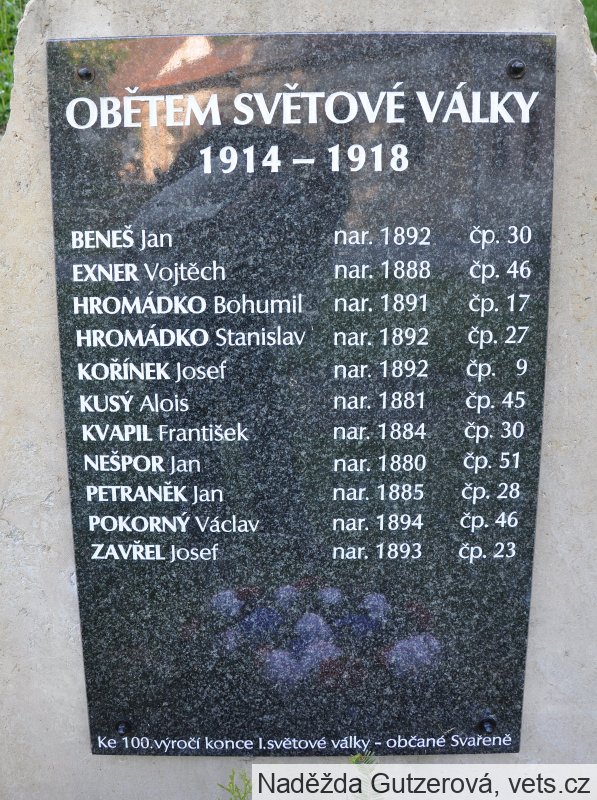 OBĚTEM SVĚTOVÉ VÁLKY
1914 – 1918
BENEŠ Jan nar. 1892 čp. 30
EXNER Vojtěch nar. 1888 čp. 46
HROMÁDKO Bohumil nar. 1891 čp. 17
HROMÁDKO Stanislav nar. 1892 čp. 27
KOŘÍNEK Josef nar. 1892 čp. 9
KUSÝ Alois nar. 1881 čp. 45
KVAPIL František nar. 1884 čp. 30
NEŠPOR Jan nar. 1880 čp. 51
PETRANĚK Jan nar. 1885 čp. 28
POKORNÝ Václav nar. 1894 čp. 46
ZAVŘEL Josef nar. 1893 čp. 23
Ke 100.výročí konce I.světové války - občané Svařeně
Naděžda Gutzerová, vets.cz